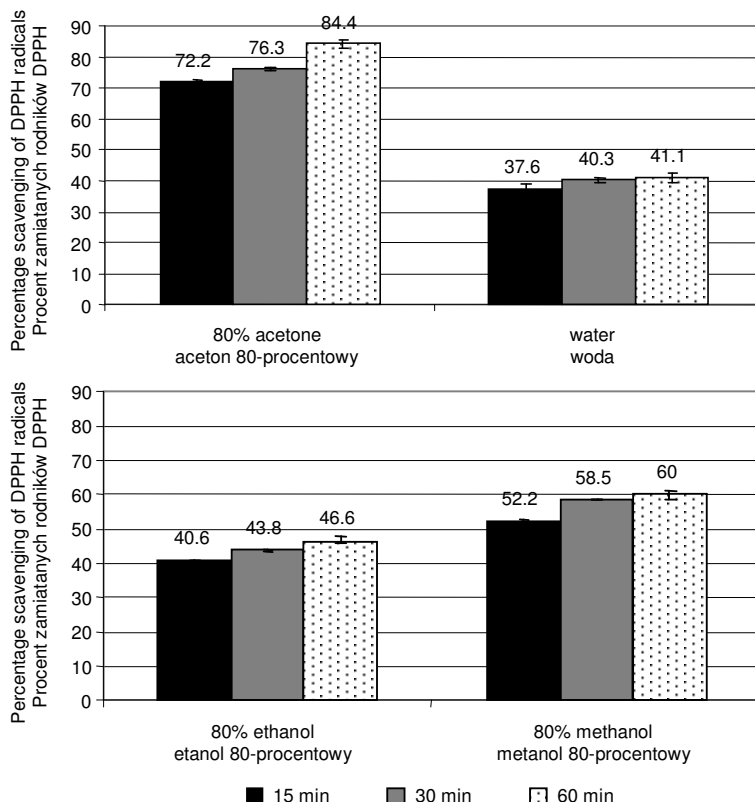 Percentage scavenging of DPPH radicals
Procent zamiatanych rodników DPPH
90
80
70
60
50
40
30
20
10
0
72.2
76.3
84.4
37.6
40.3
41.1
80% acetone
aceton 80-procentowy
water
woda
Percentage scavenging of DPPH radicals
Procent zamiatanych rodników DPPH
90
80
70
60
50
40
30
20
10
0
40.6
43.8
46.6
52.2
58.5
60
80% ethanol
etanol 80-procentowy
80% methanol
metanol 80-procentowy
15 min
30 min
60 min